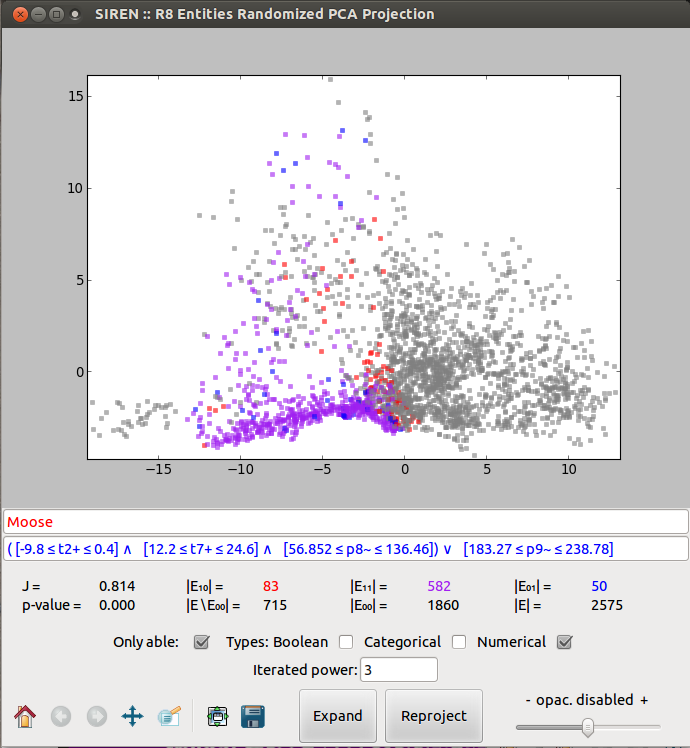 SIREN :: R8 Entities Randomized PCA Projection
15
10
5
0
−15 −10 −5 0 5 10
Moose
( [-9.8 ≤ t2+ ≤ 0.4] ∧ [12.2 ≤ t7+ ≤ 24.6] ∧ [56.852 ≤ p8~ ≤ 136.46]) ∨ [183.27 ≤ p9~ ≤ 238.78]
J = 0.814 |E₁₀| = 83 |E₁₁| = 582 |E₀₁| = 50
p-value = 0.000 |E\E₀₀| = 715 |E₀₀| = 1860 |E| = 2575
Only able: Types: Boolean Categorical Numerical
Iterated power: 3
- opac. disabled +
Expand Reproject